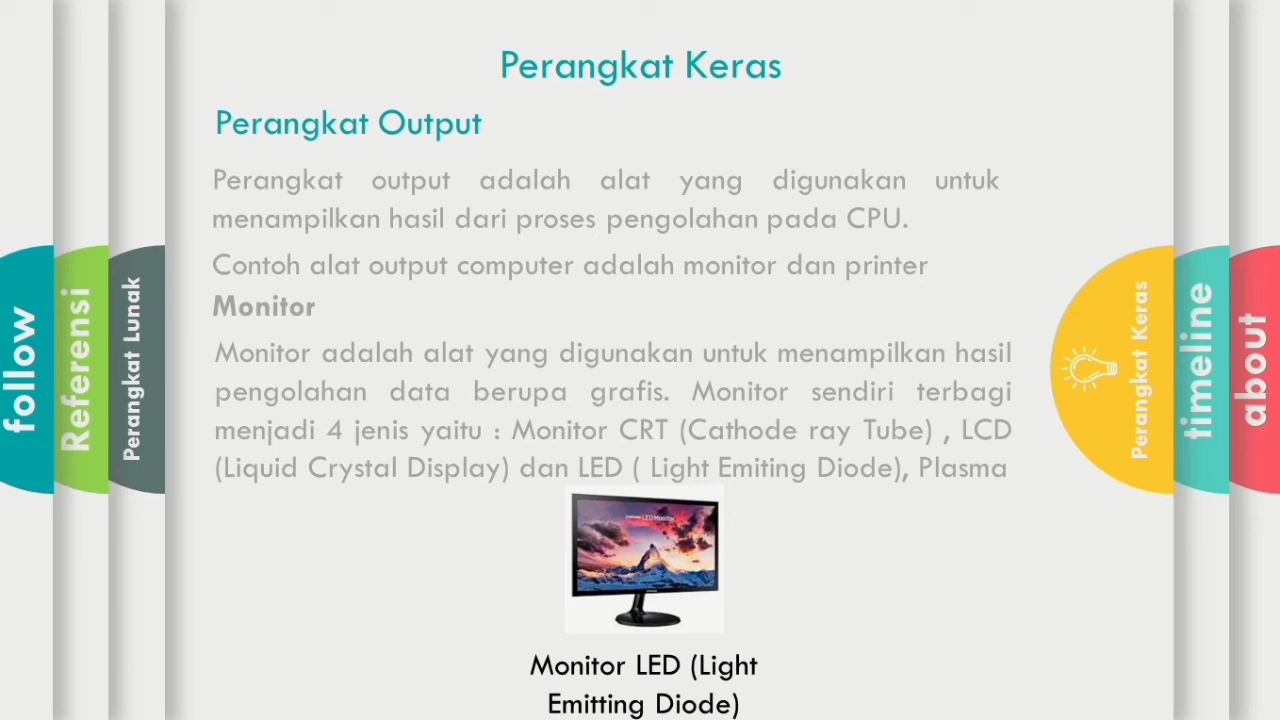 Perangkat Keras
Perangkat Output
Perangkat output adalah alat yang digunakan untuk
menampilkan hasil dari proses pengolahan pada CPU.
Contoh alat output computer adalah monitor dan printer
Monitor
Monitor adalah alat yang digunakan untuk menampilkan hasil
pengolahan data berupa grafis. Monitor sendiri terbagi
menjadi 4 jenis yaitu : Monitor CRT (Cathode ray Tube) , LCD
(Liquid Crystal Display) dan LED ( Light Emiting Diode), Plasma
LED Monitor
Monitor LED (Light
Emitting Diode)
follow
Referensi
Perangkat Lunak
Perangkat Keras
timeline
about